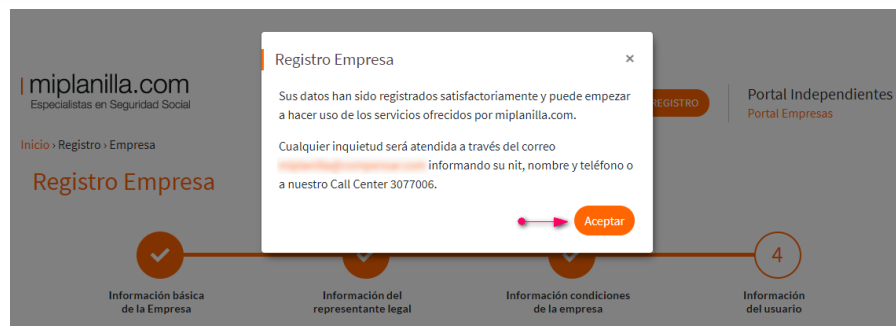 miplanilla.com
Especialistas en Seguridad Social
REGISTRO
Portal Independientes
Portal Empresas
Inicio › Registro › Empresa
Registro Empresa
Registro Empresa
×
Sus datos han sido registrados satisfactoriamente y puede empezar
a hacer uso de los servicios ofrecidos por miplanilla.com.
Cualquier inquietud será atendida a través del correo
informando su nit, nombre y teléfono o
a nuestro Call Center 3077006.
Aceptar
4
Información básica
de la Empresa
Información del
representante legal
Información condiciones
de la empresa
Información
del usuario